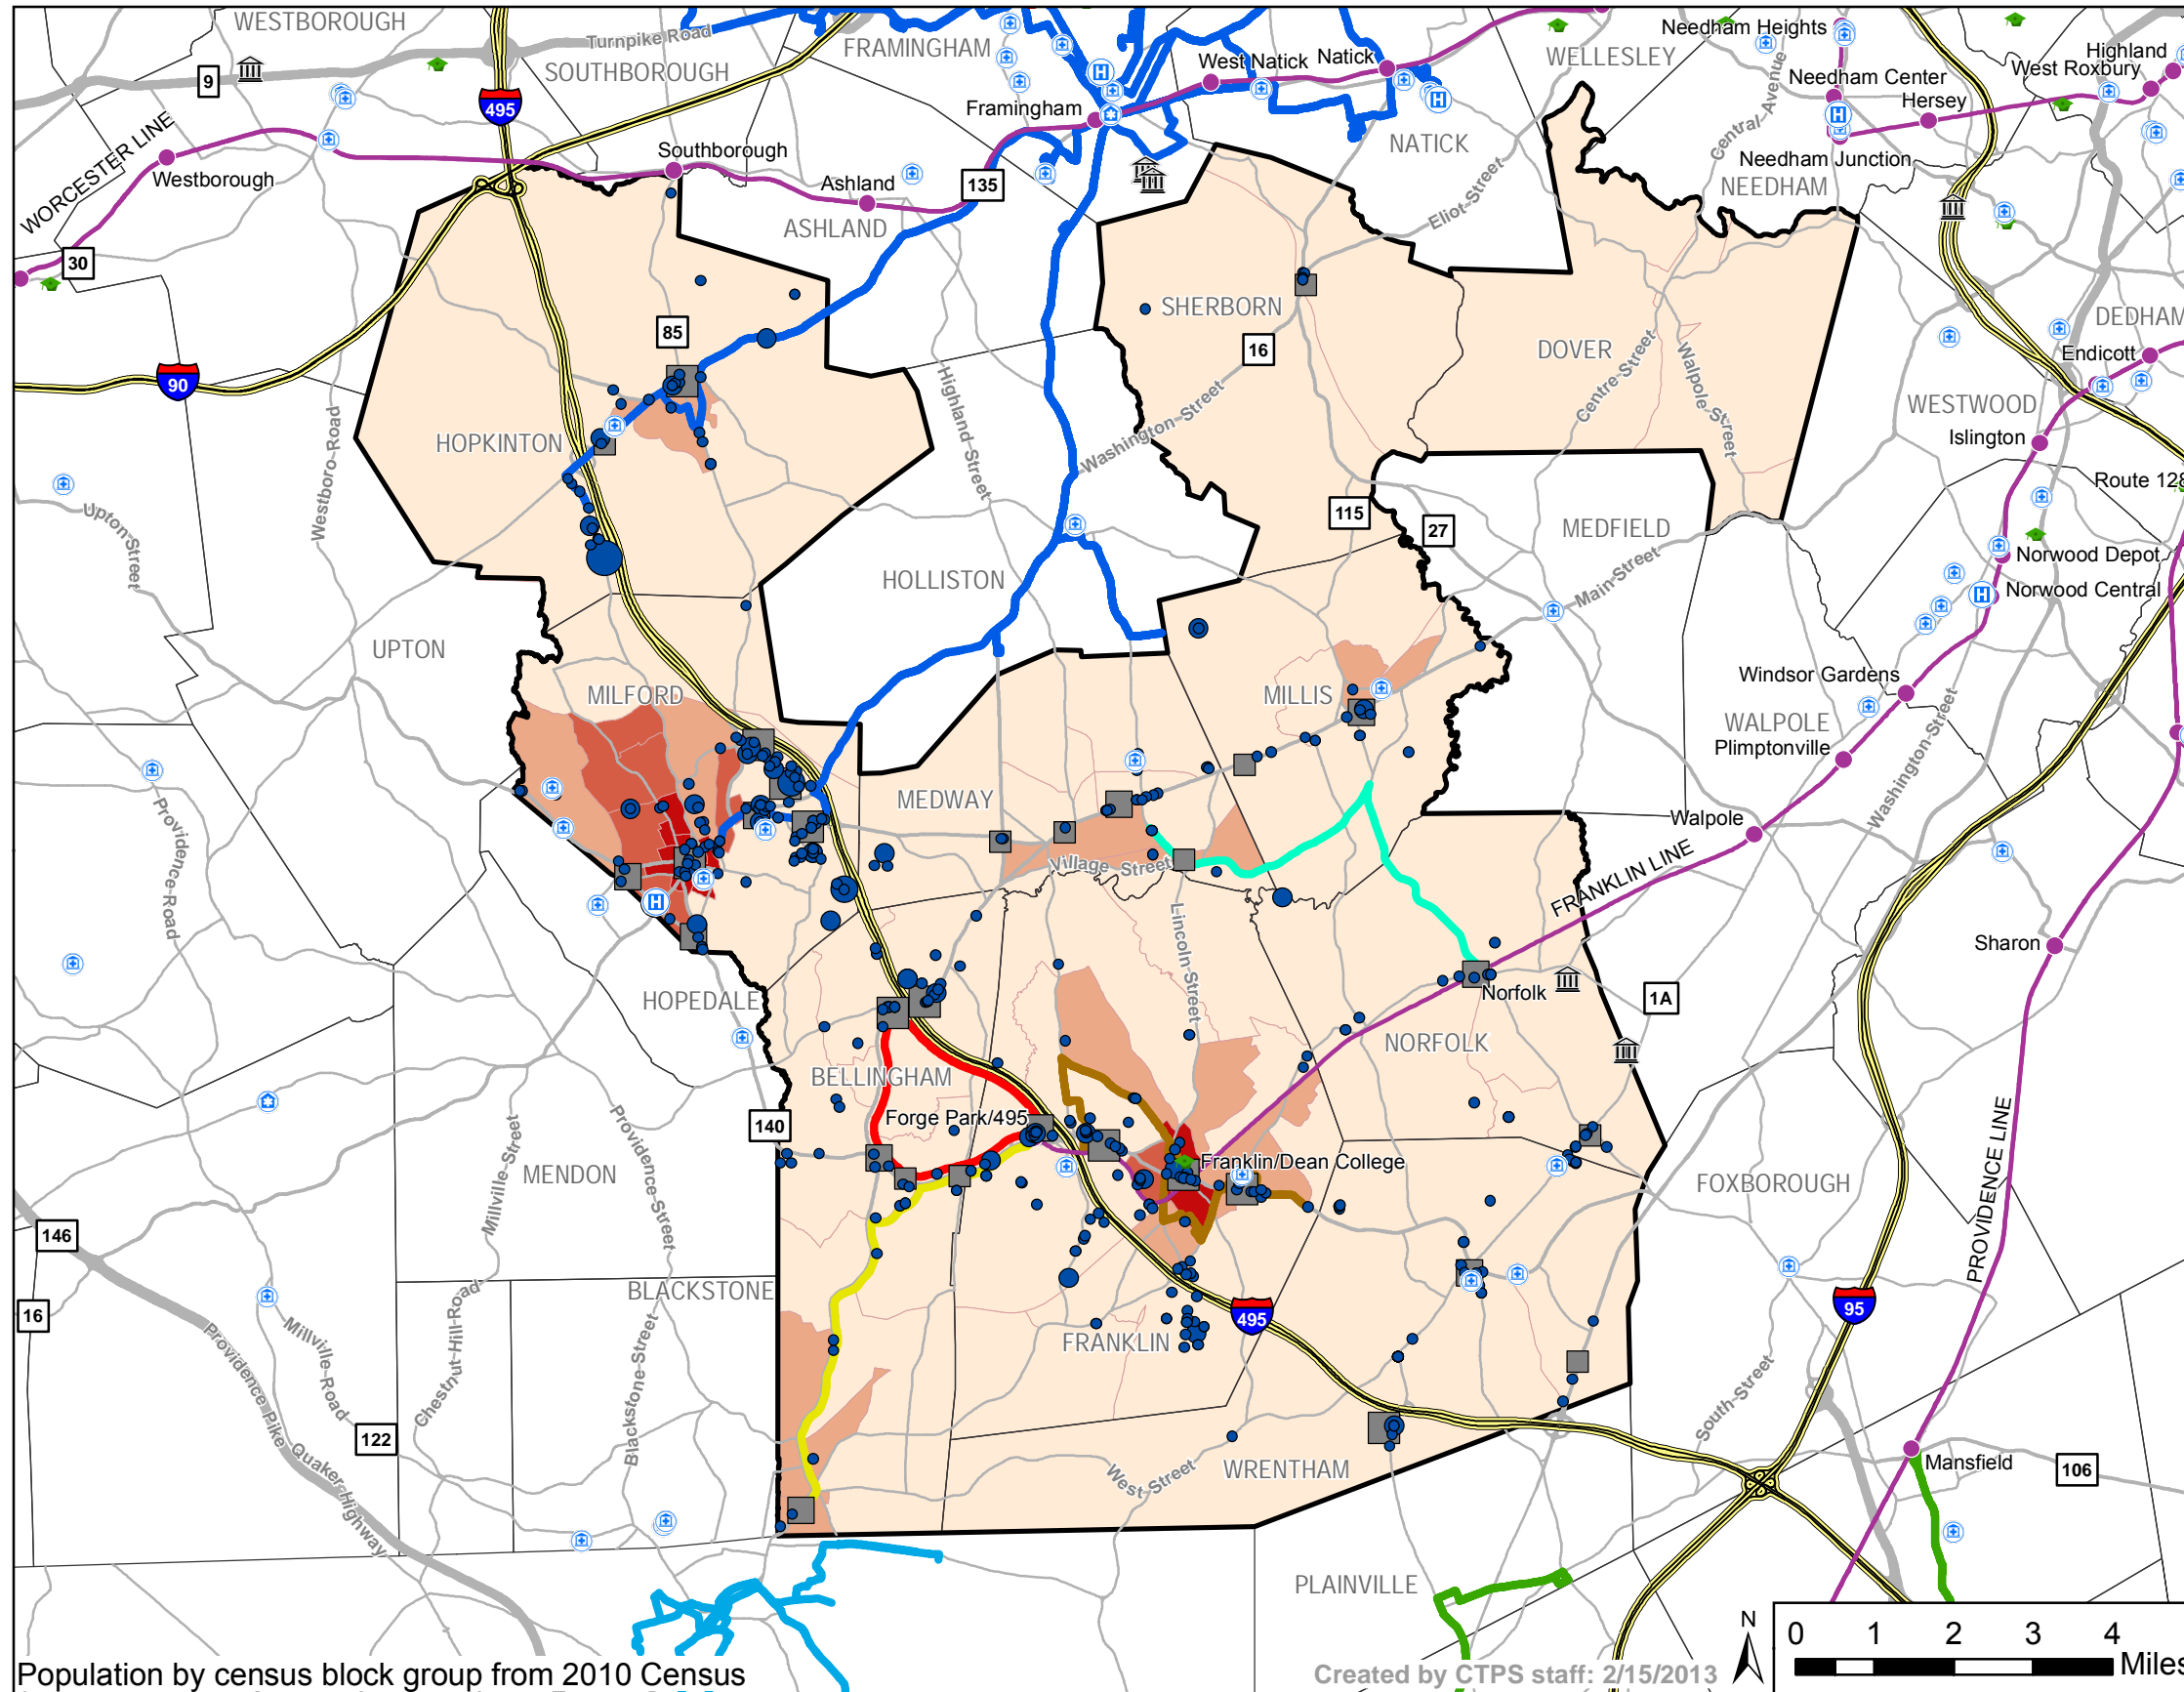 WESTBOROUGH
Turnpike Road
SOUTHBOROUGH
FRAMINGHAM
West Natick
Natick
WELLESLEY
Needham Heights
Highland
West Roxbury
Needham Center
Hersey
Central Avenue
9
495
Framingham
NATICK
Needham Junction
NEEDHAM
WORCESTER LINE
Westborough
Southborough
Ashland
ASHLAND
135
Eliot Street
30
SHERBORN
16
DOVER
DEDHAM
Endicott
85
90
Westboro Road
HOPKINTON
Highland Street
Washington Street
Centre Street
Walpole Street
WESTWOOD
Islington
Route 128
Upton Street
115
27
MEDFIELD
Main Street
Norwood Depot
Norwood Central
HOLLISTON
UPTON
MILFORD
MILLIS
Windsor Gardens
WALPOLE
Plimptonville
Washington Street
Providence Road
MEDWAY
Village Street
Walpole
FRANKLIN LINE
Lincoln Street
Sharon
HOPEDALE
Norfolk
1A
NORFOLK
BELLINGHAM
Forge Park/495
140
Millville Street
Providence Street
MENDON
Franklin/Dean College
FOXBOROUGH
PROVIDENCE LINE
146
16
BLACKSTONE
Providence Pike
Millville Road
Chestnut Hill Road
Blackstone Street
FRANKLIN
495
95
South Street
122
Quaker Highway
West Street
WRENTHAM
Mansfield
106
PLAINVILLE
N
0 1 2 3 4
Miles
Population by census block group from 2010 Census
Created by CTPS staff: 2/15/2013